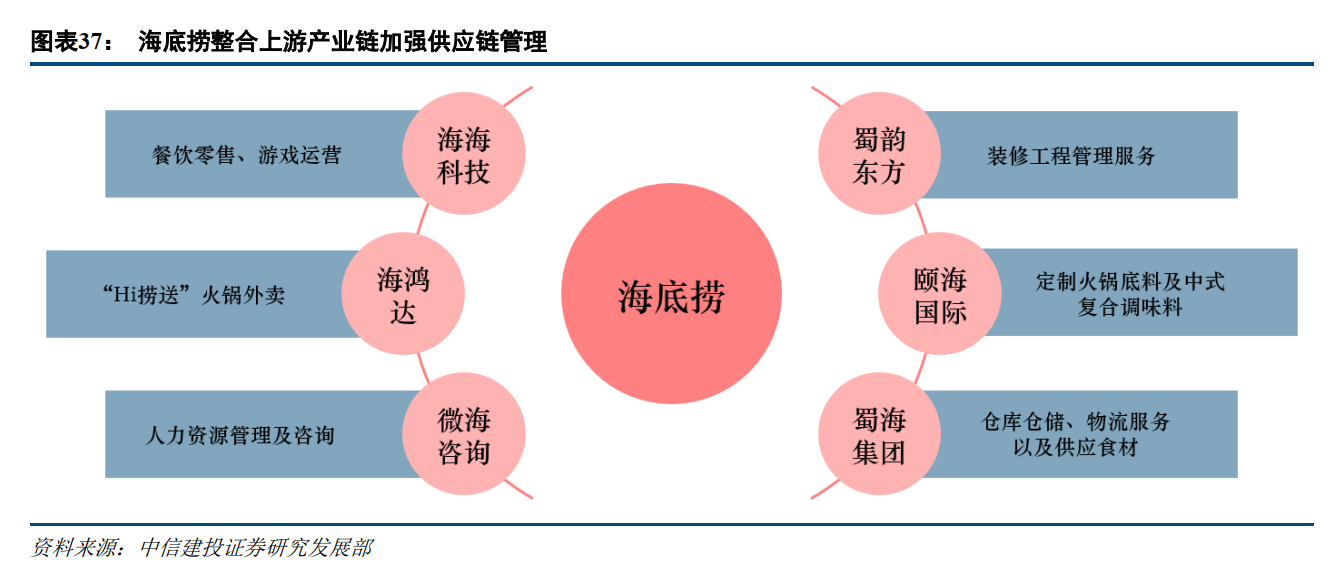 图表37： 海底捞整合上游产业链加强供应链管理
餐饮零售、游戏运营
海海
科技
“Hi捞送”火锅外卖
海鸿
达
人力资源管理及咨询
微海
咨询
海底捞
蜀韵
东方
装修工程管理服务
颐海
国际
定制火锅底料及中式
复合调味料
蜀海
集团
仓库仓储、物流服务
以及供应食材
资料来源：中信建投证券研究发展部